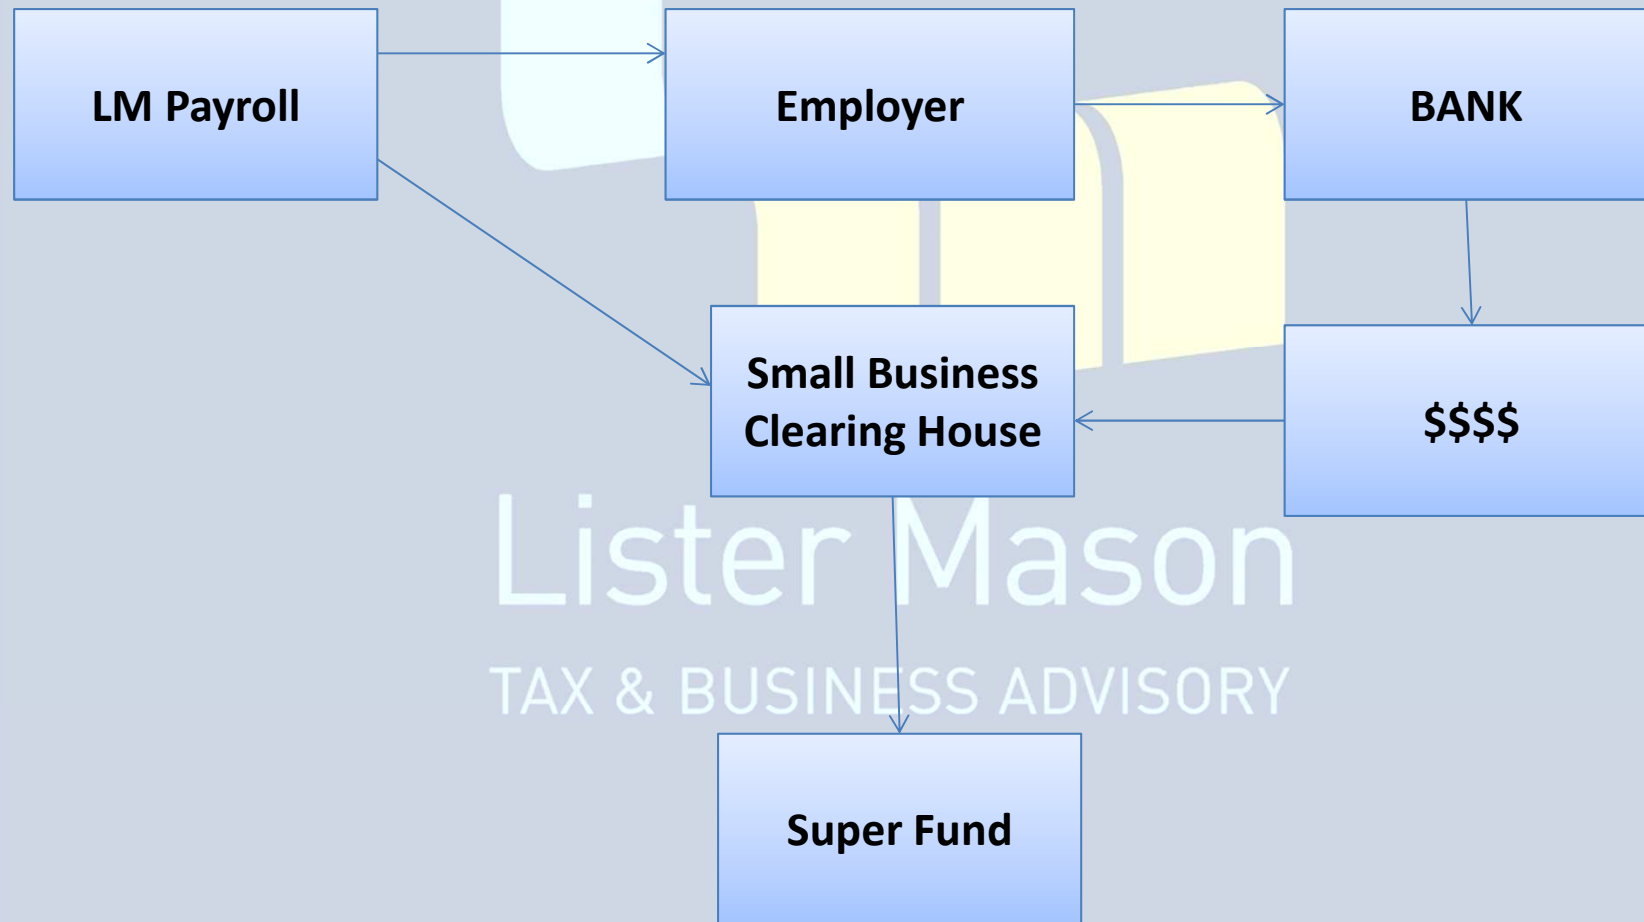 LM Payroll
Employer
BANK
Small Business
Clearing House
$$$$
Lister Mason
TAX & BUSINESS ADVISORY
Super Fund